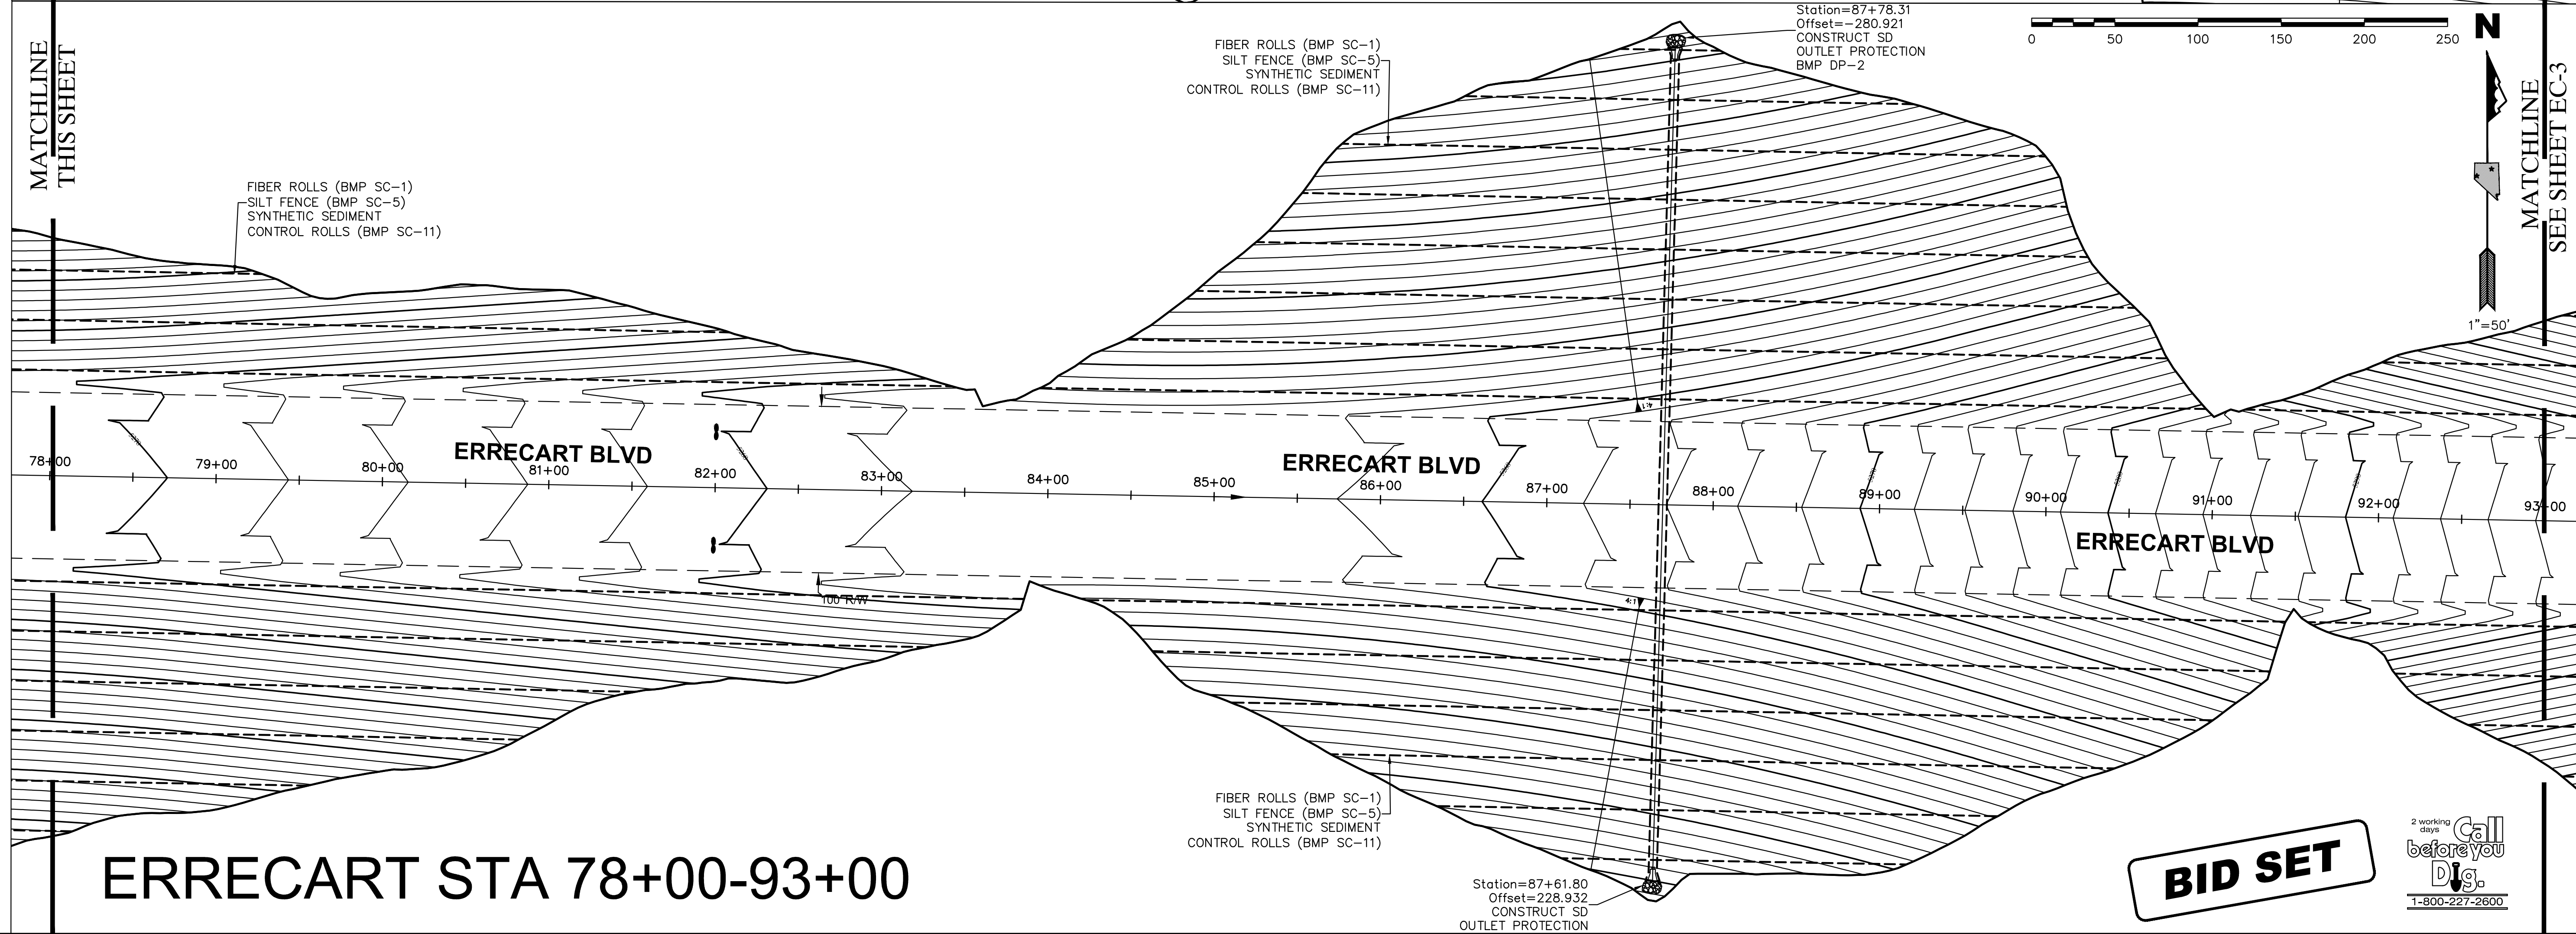 MATCHLINE
THIS SHEET
FIBER ROLLS (BMP SC-1)
SILT FENCE (BMP SC-5)
SYNTHETIC SEDIMENT
CONTROL ROLLS (BMP SC-11)
FIBER ROLLS (BMP SC-1)
SILT FENCE (BMP SC-5)
SYNTHETIC SEDIMENT
CONTROL ROLLS (BMP SC-11)
Station=87+78.31
Offset=-280.921
CONSTRUCT SD
OUTLET PROTECTION
BMP DP-2
0 50 100 150 200 250
N
1"=50'
MATCHLINE
SEE SHEET EC-3
ERRECART BLVD
ERRECART BLVD
ERRECART BLVD
78+00 79+00 80+00 81+00 82+00 83+00 84+00 85+00 86+00 87+00 88+00 89+00 90+00 91+00 92+00 93+00
4:1
4:1
100' R/W
FIBER ROLLS (BMP SC-1)
SILT FENCE (BMP SC-5)
SYNTHETIC SEDIMENT
CONTROL ROLLS (BMP SC-11)
Station=87+61.80
Offset=228.932
CONSTRUCT SD
OUTLET PROTECTION
ERRECART STA 78+00-93+00
BID SET
2 working
days
Call
before you
Dig.
1-800-227-2600